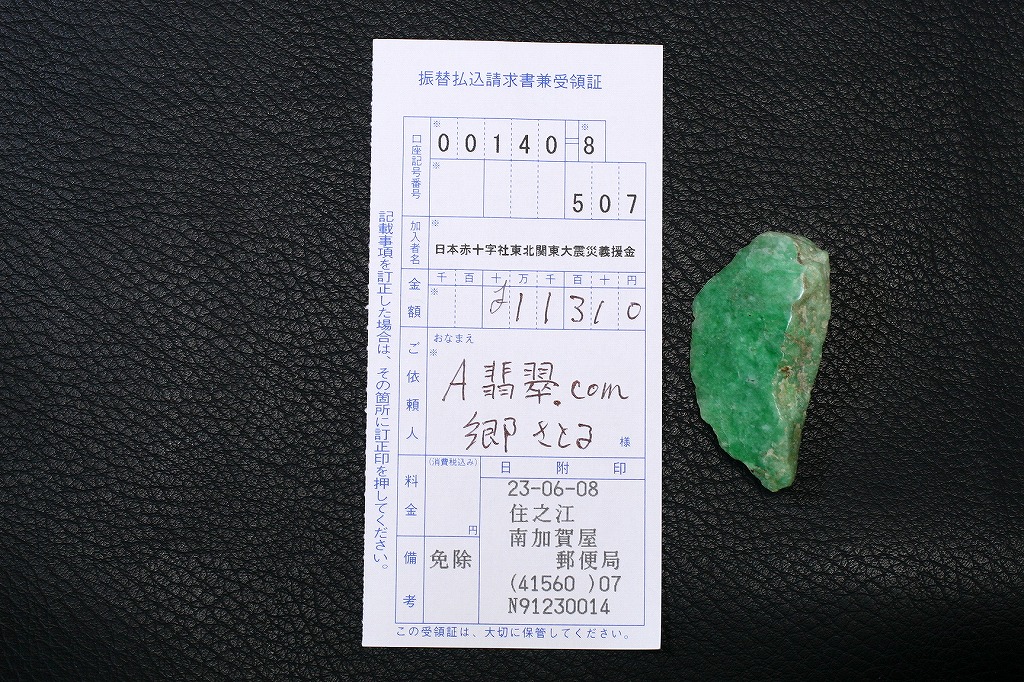 振替払込請求書兼受領証
口座記号番号
※ 00140-8 ※
※ 507
加入者名
※
日本赤十字社東北関東大震災義援金
金額
千 百 十 万 千 百 十 円
※ 11310
ご依頼人
おなまえ
※
A翡翠.com
郷さとる 様
料金
(消費税込み)
円
日附印
23-06-08
住之江
南加賀屋
郵便局
(41560 )07
N91230014
備考
免除
この受領証は、大切に保管してください。
記載事項を訂正した場合は、その箇所に訂正印を押してください。